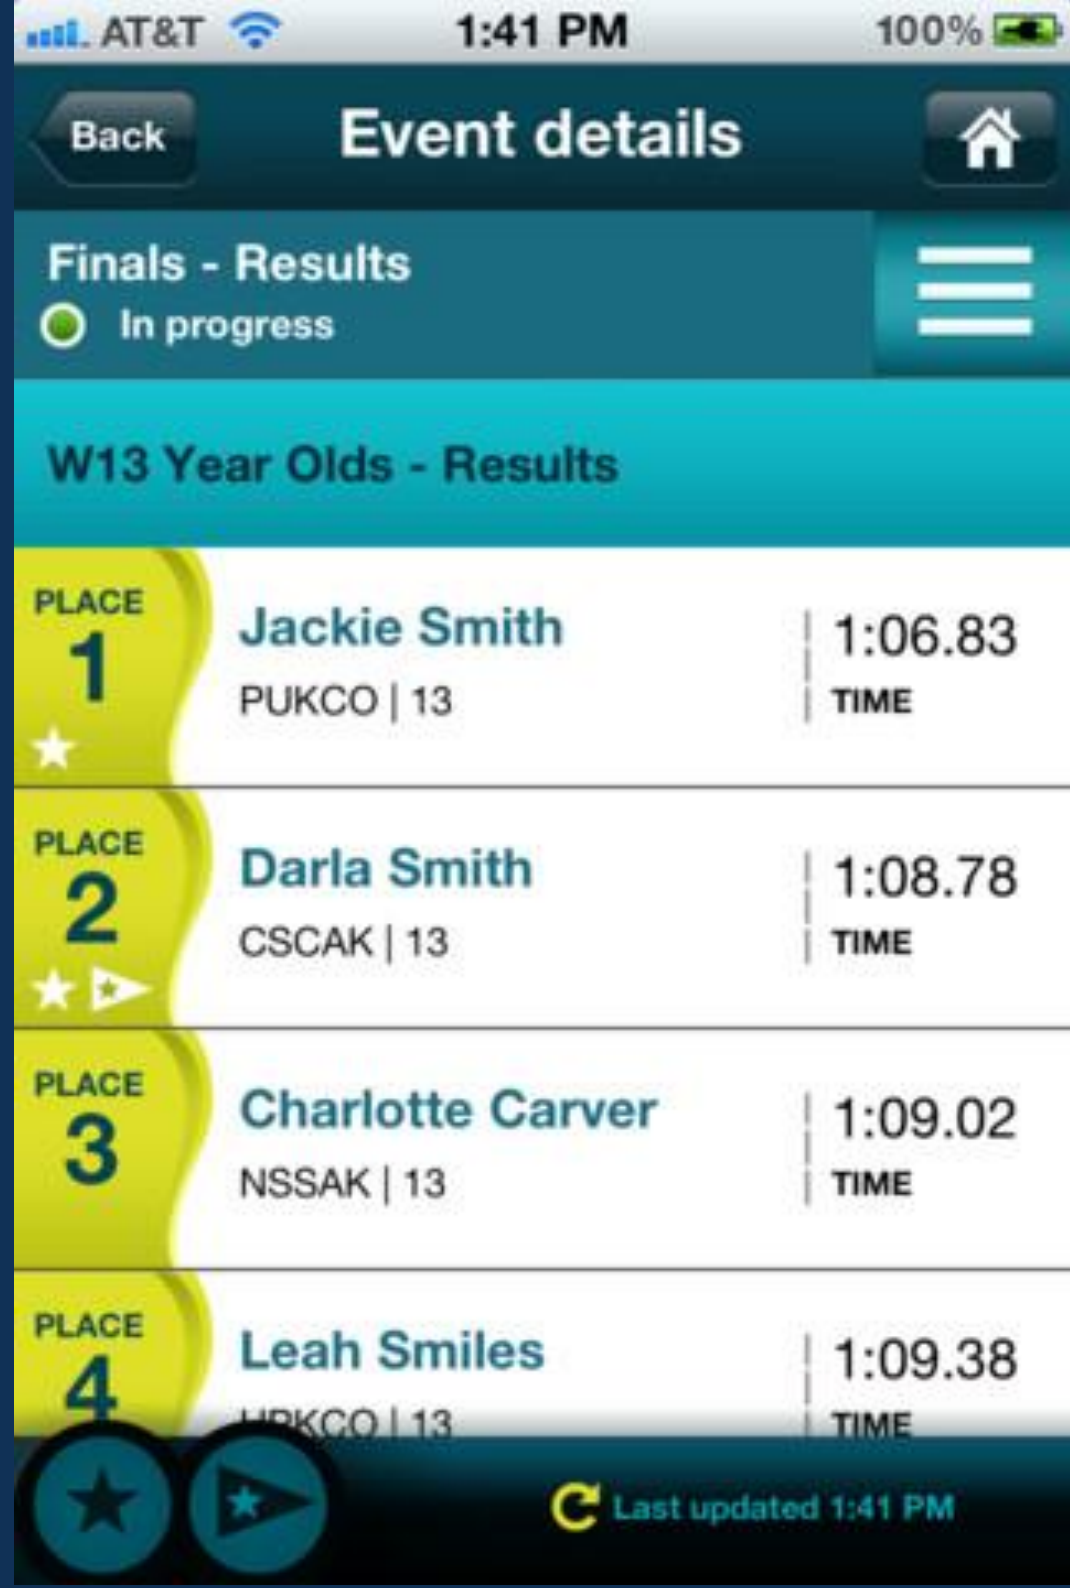 AT&T 1:41 PM 100%
Back Event details
Finals - Results
In progress
W13 Year Olds - Results
PLACE
1
Jackie Smith
PUKCO | 13
1:06.83
TIME
PLACE
2
Darla Smith
CSCAK | 13
1:08.78
TIME
PLACE
3
Charlotte Carver
NSSAK | 13
1:09.02
TIME
PLACE
4
Leah Smiles
| 13
1:09.38
TIME
Last updated 1:41 PM